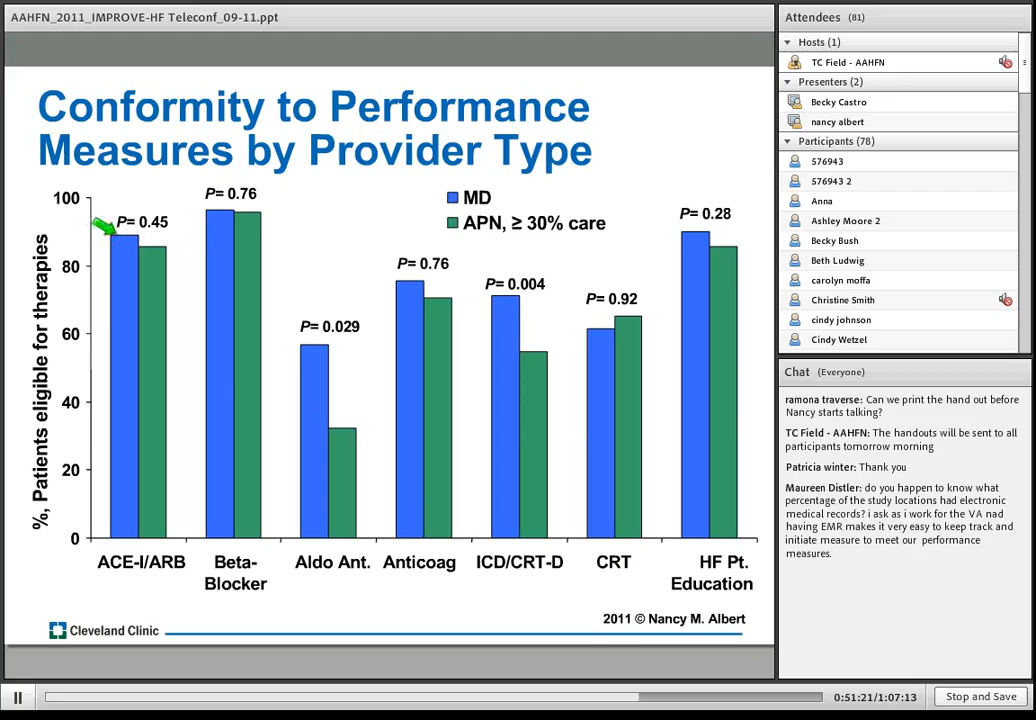 AAHFN_2011_IMPROVE-HF Teleconf_09-11.ppt
Conformity to Performance
Measures by Provider Type
MD
APN, ≥ 30% care
%, Patients eligible for therapies
100
80
60
40
20
0
P= 0.45
P= 0.76
P= 0.029
P= 0.76
P= 0.004
P= 0.92
P= 0.28
ACE-I/ARB
Beta-
Blocker
Aldo Ant.
Anticoag
ICD/CRT-D
CRT
HF Pt.
Education
2011 © Nancy M. Albert
Cleveland Clinic
Attendees (81)
Hosts (1)
TC Field - AAHFN
Presenters (2)
Becky Castro
nancy albert
Participants (78)
576943
576943 2
Anna
Ashley Moore 2
Becky Bush
Beth Ludwig
carolyn moffa
Christine Smith
cindy johnson
Cindy Wetzel
Chat (Everyone)
ramona traverse: Can we print the hand out before
Nancy starts talking?
TC Field - AAHFN: The handouts will be sent to all
participants tomorrow morning
Patricia winter: Thank you
Maureen Distler: do you happen to know what
percentage of the study locations had electronic
medical records? i ask as i work for the VA nad
having EMR makes it very easy to keep track and
initiate measure to meet our performance
measures.
0:51:21/1:07:13
Stop and Save